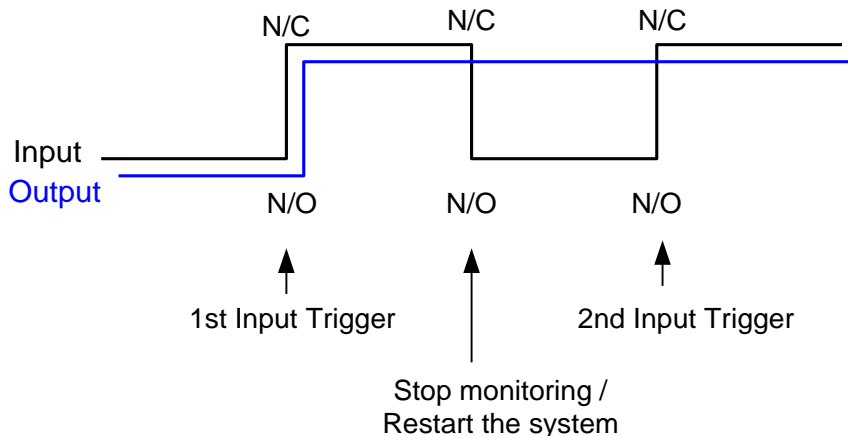 N/C
N/C
N/C
Input
Output
N/O
N/O
N/O
1st Input Trigger
2nd Input Trigger
Stop monitoring /
Restart the system